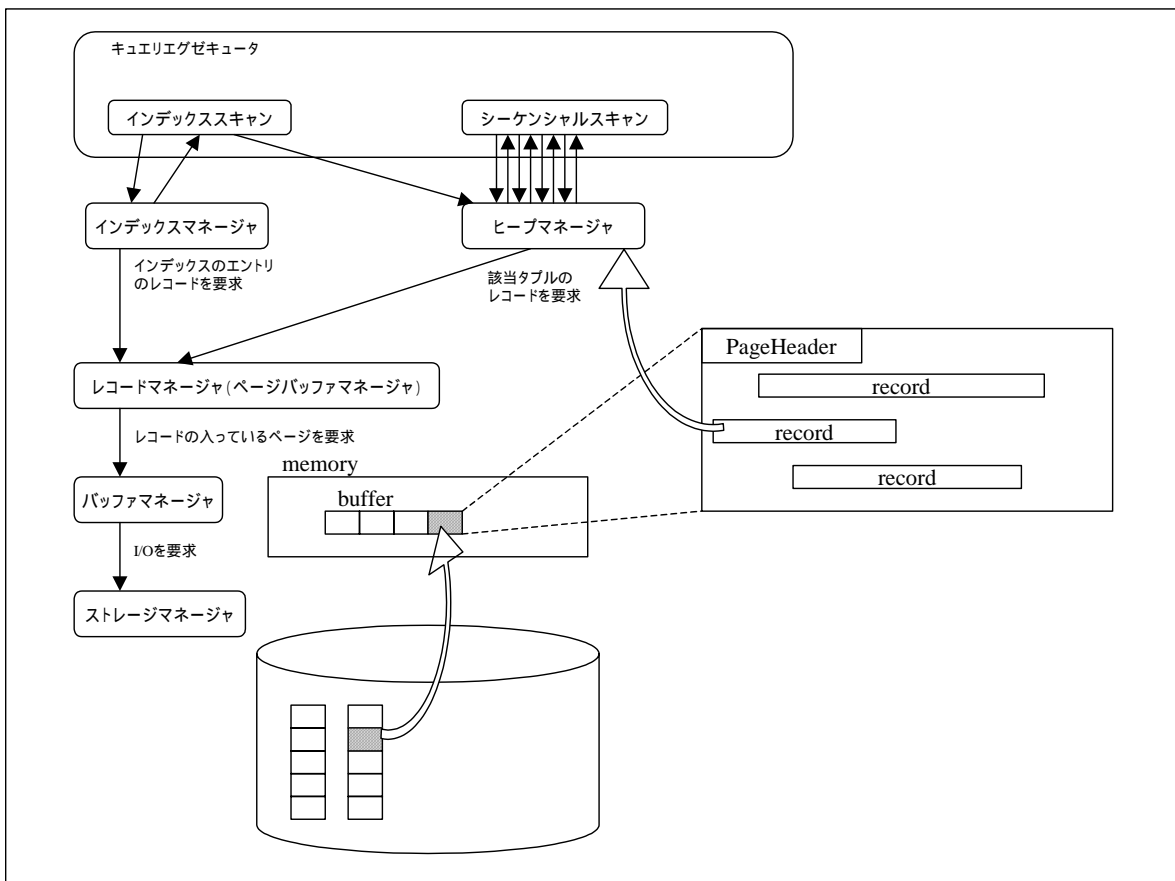 キュエリエグゼキュータ
インデックススキャン
シーケンシャルスキャン
インデックスマネージャ
ヒープマネージャ
インデックスのエントリ
のレコードを要求
該当タプルの
レコードを要求
PageHeader
record
record
record
レコードマネージャ(ページバッファマネージャ)
レコードの入っているページを要求
memory
buffer
バッファマネージャ
I/Oを要求
ストレージマネージャ